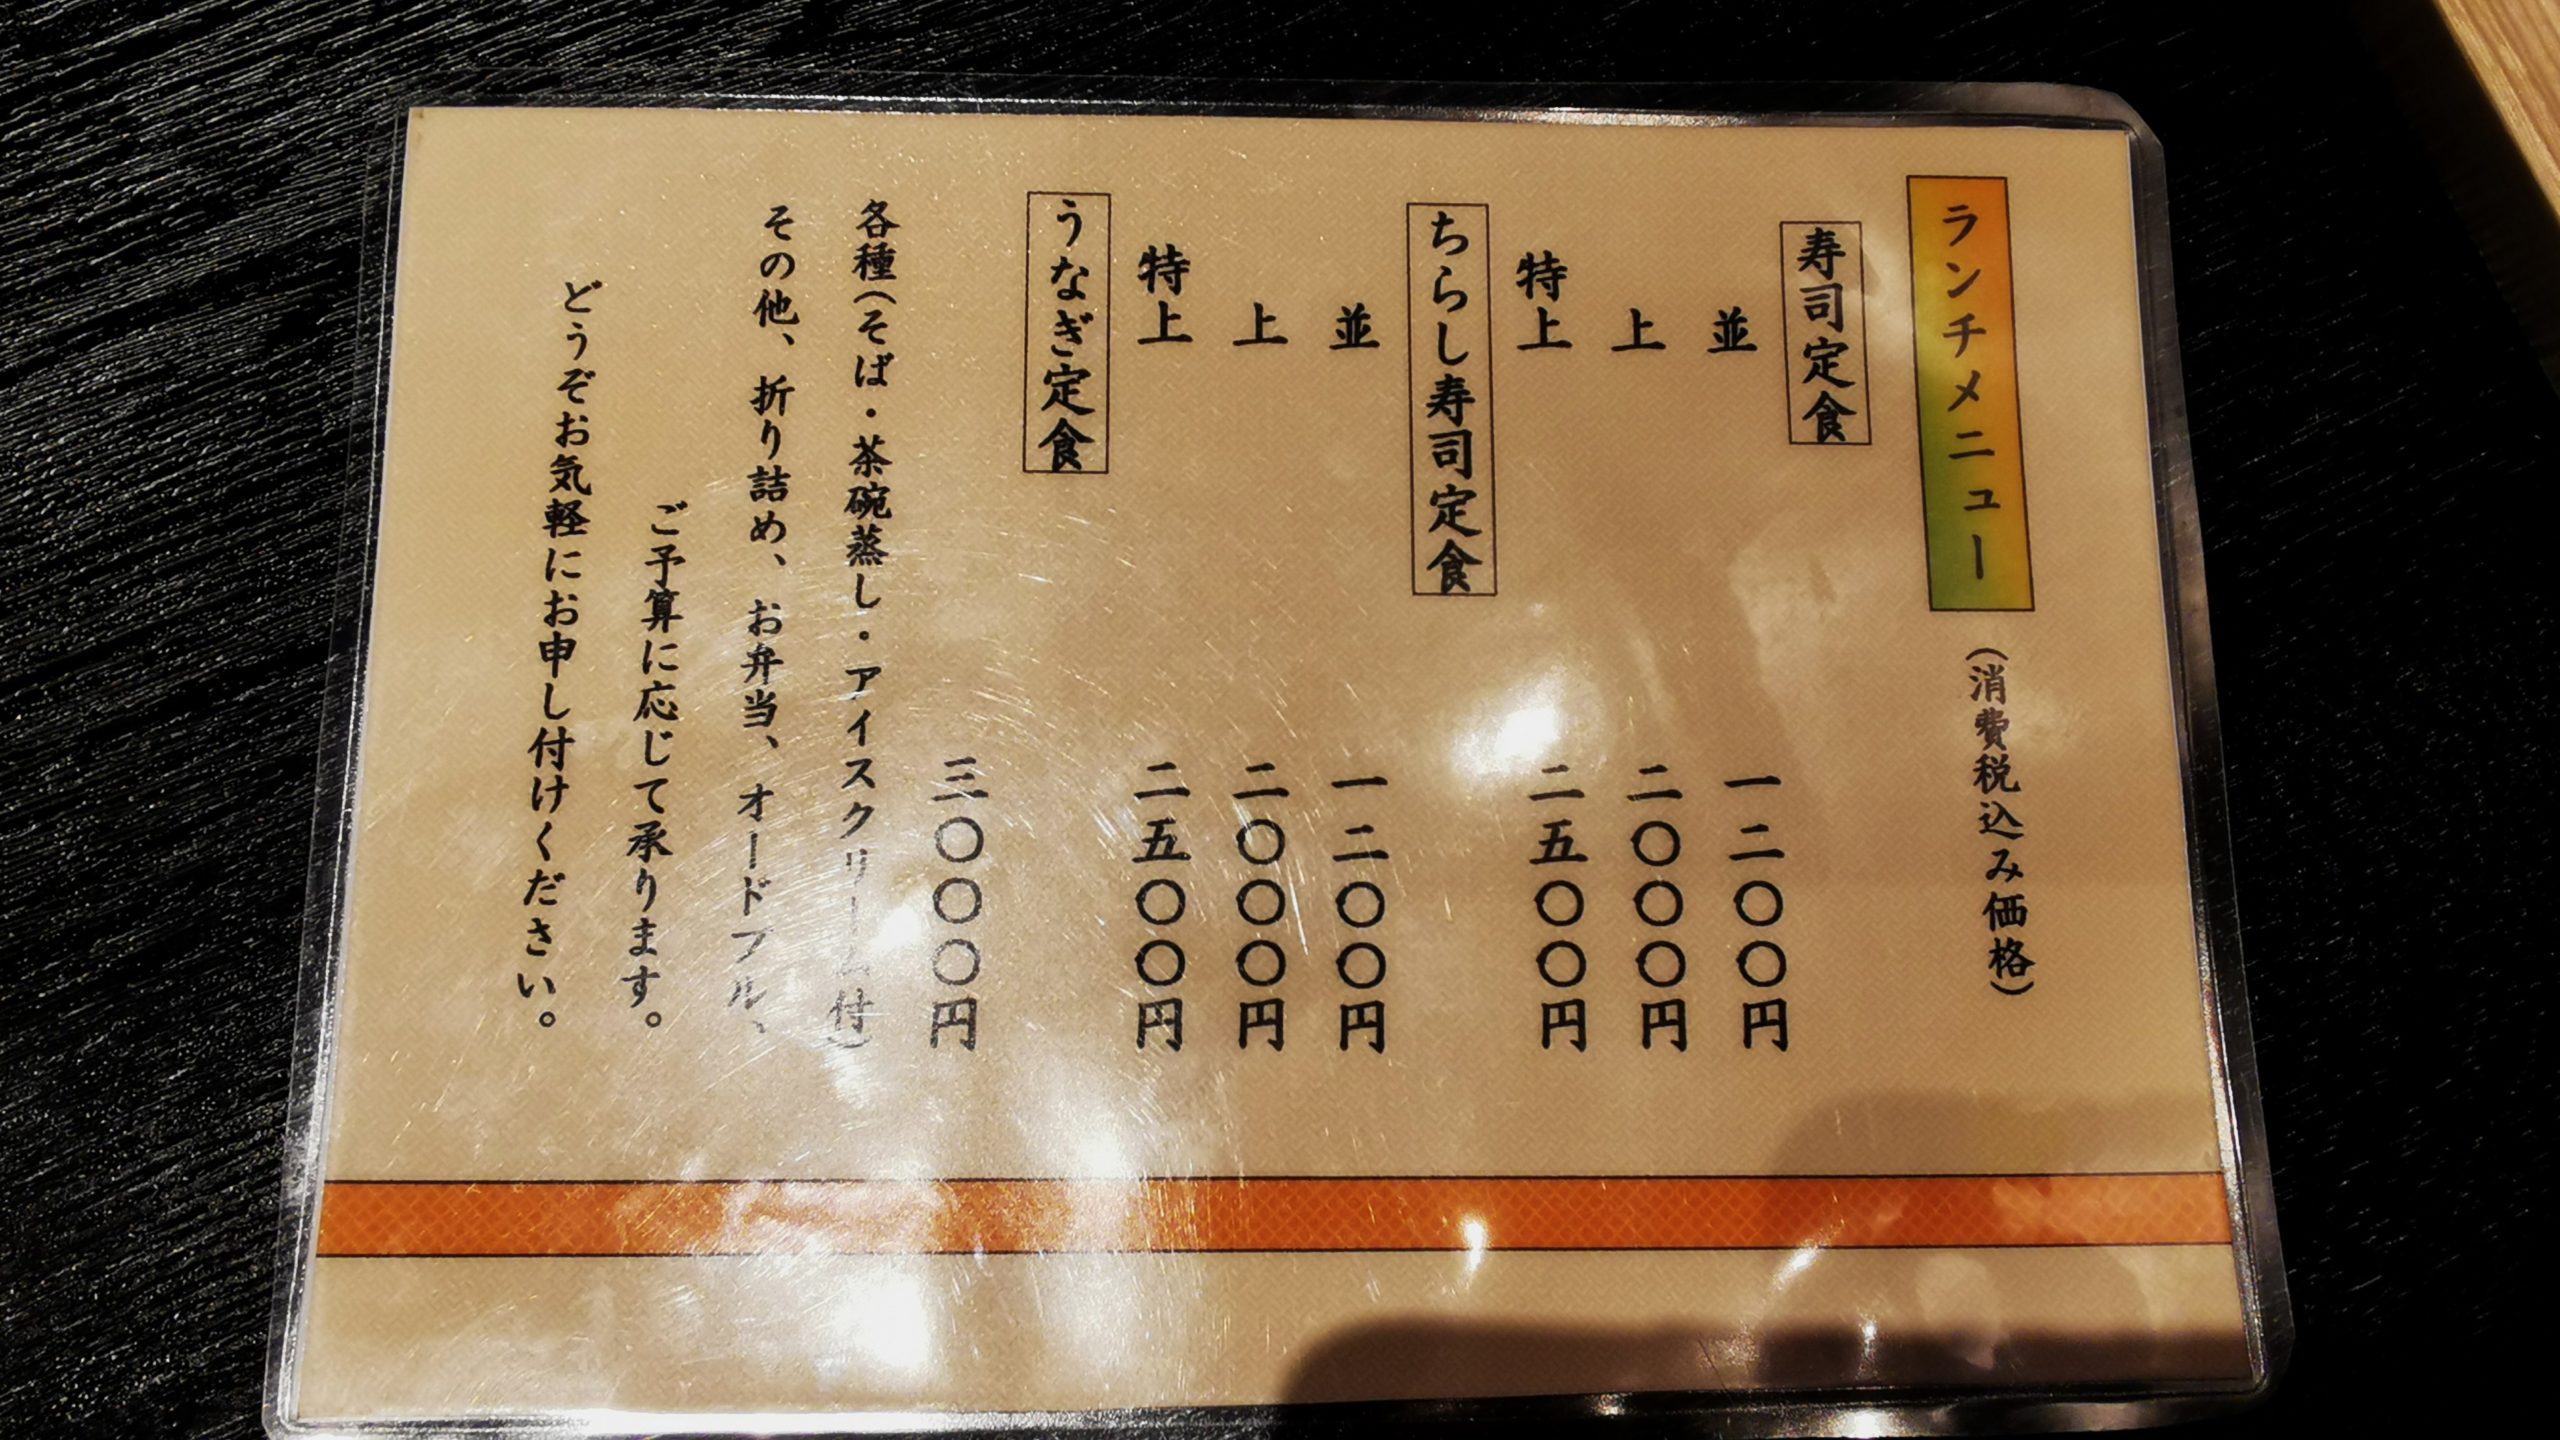 ランチメニュー（消費税込み価格）
寿司定食
並 一二〇〇円
上 二〇〇〇円
特上 二五〇〇円
ちらし寿司定食
並 一二〇〇円
上 二〇〇〇円
特上 二五〇〇円
うなぎ定食
三〇〇〇円
各種（そば・茶碗蒸し・アイスクリーム付）
その他、折り詰め、お弁当、オードブル、
ご予算に応じて承ります。
どうぞお気軽にお申し付けください。